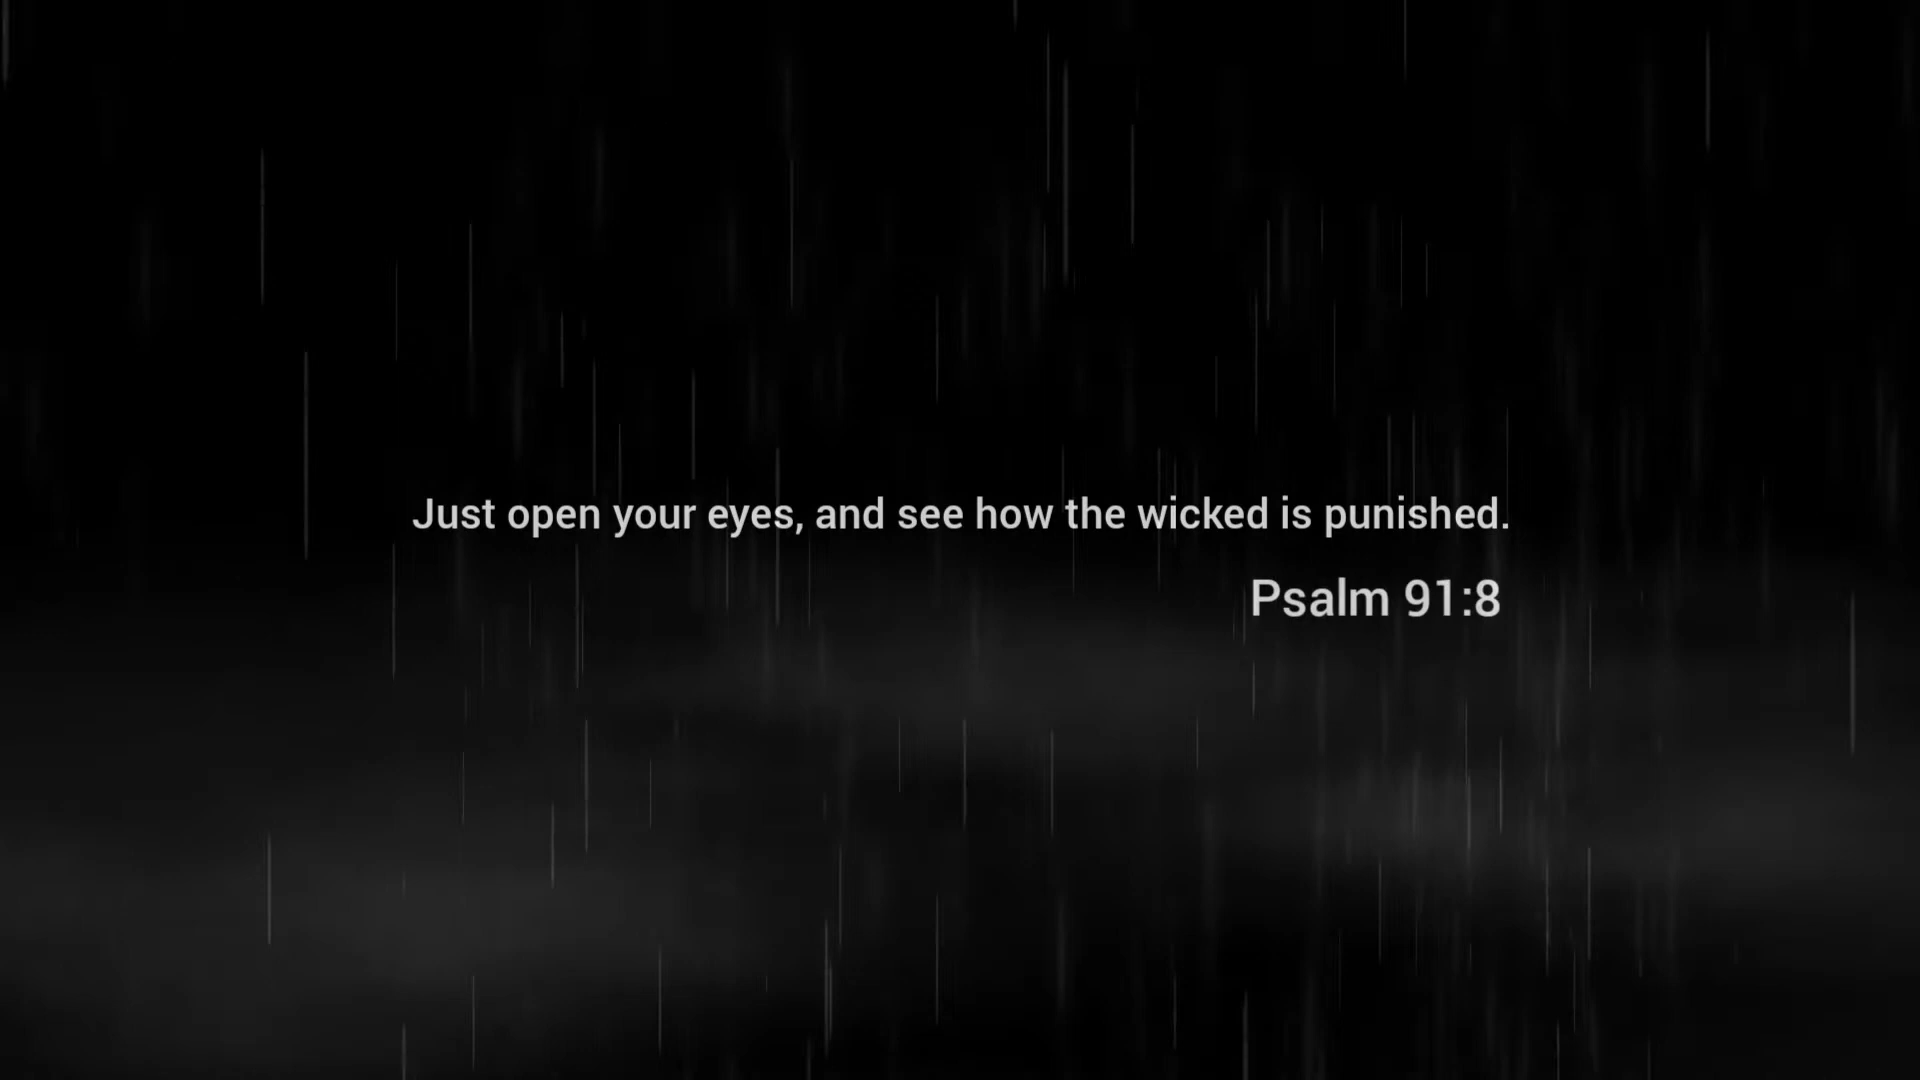 Just open your eyes, and see how the wicked is punished.
Psalm 91:8